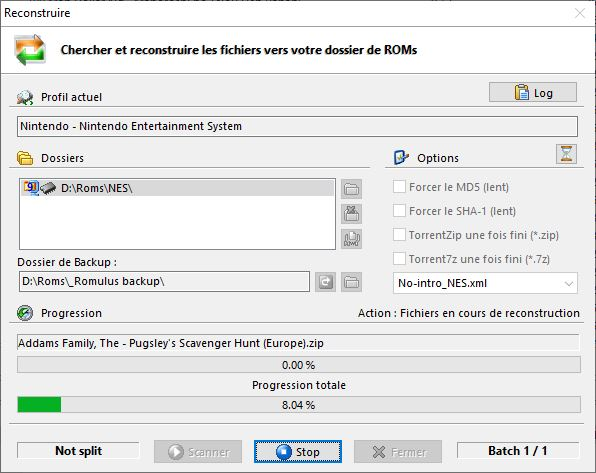 Reconstruire
Chercher et reconstruire les fichiers vers votre dossier de ROMs
Profil actuel
Log
Nintendo - Nintendo Entertainment System
Dossiers
Options
D:\Roms\NES\
Forcer le MD5 (lent)
Forcer le SHA-1 (lent)
TorrentZip une fois fini (*.zip)
Torrent7z une fois fini (*.7z)
Dossier de Backup :
D:\Roms\_Romulus backup\
No-intro_NES.xml
Progression
Action : Fichiers en cours de reconstruction
Addams Family, The - Pugsley's Scavenger Hunt (Europe).zip
0.00 %
Progression totale
8.04 %
Not split
Scanner
Stop
Fermer
Batch 1 / 1